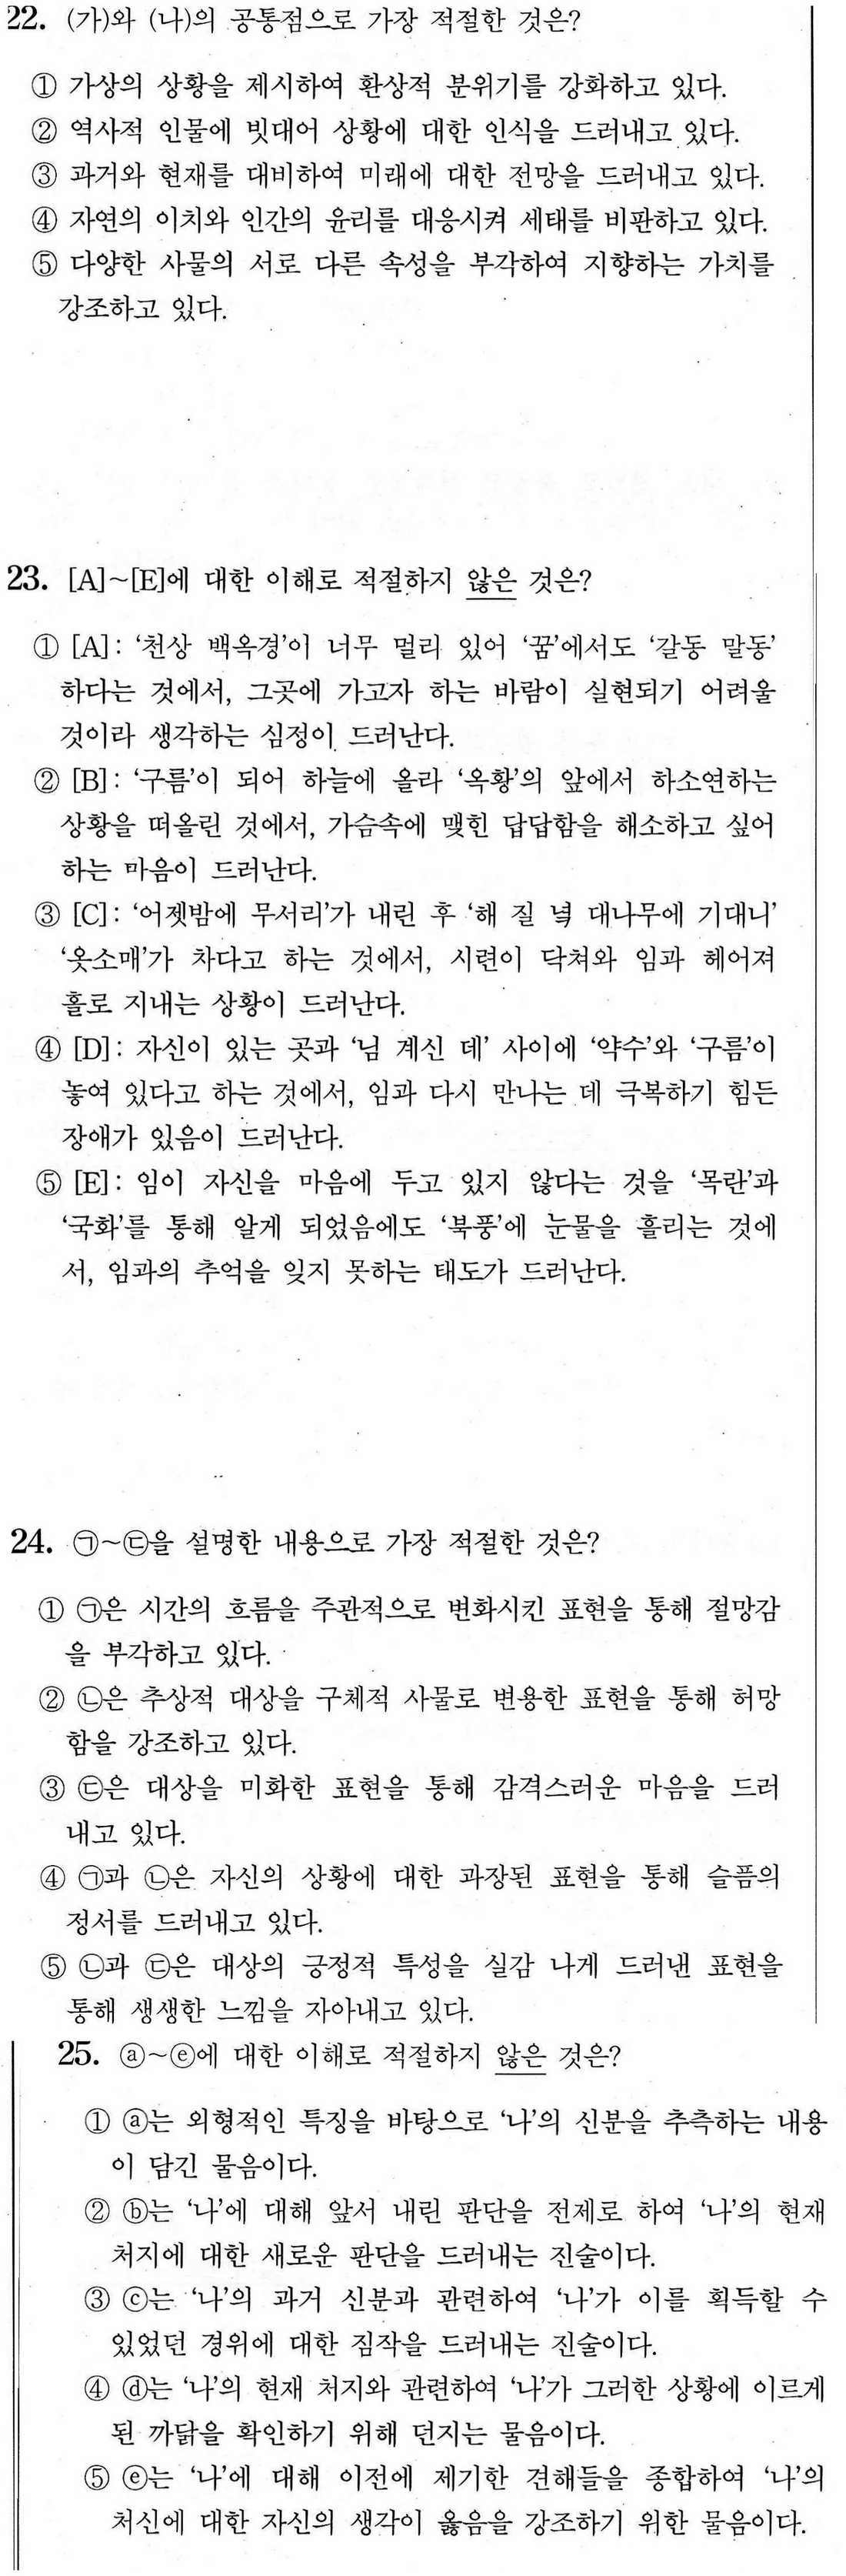 22. (가)와 (나)의 공통점으로 가장 적절한 것은?
① 가상의 상황을 제시하여 환상적 분위기를 강화하고 있다.
② 역사적 인물에 빗대어 상황에 대한 인식을 드러내고 있다.
③ 과거와 현재를 대비하여 미래에 대한 전망을 드러내고 있다.
④ 자연의 이치와 인간의 윤리를 대응시켜 세태를 비판하고 있다.
⑤ 다양한 사물의 서로 다른 속성을 부각하여 지향하는 가치를
강조하고 있다.
23. [A]~[E]에 대한 이해로 적절하지 않은 것은?
① [A]: ‘천상 백옥경’이 너무 멀리 있어 ‘꿈’에서도 ‘갈동 말동’
하다는 것에서, 그곳에 가고자 하는 바람이 실현되기 어려울
것이라 생각하는 심정이 드러난다.
② [B]: ‘구름’이 되어 하늘에 올라 ‘옥황’의 앞에서 하소연하는
상황을 떠올린 것에서, 가슴속에 맺힌 답답함을 해소하고 싶어
하는 마음이 드러난다.
③ [C]: ‘어젯밤에 무서리’가 내린 후 ‘해 질 녘 대나무에 기대니’
‘옷소매’가 차다고 하는 것에서, 시련이 닥쳐와 임과 헤어져
홀로 지내는 상황이 드러난다.
④ [D]: 자신이 있는 곳과 ‘님 계신 데’ 사이에 ‘약수’와 ‘구름’이
놓여 있다고 하는 것에서, 임과 다시 만나는 데 극복하기 힘든
장애가 있음이 드러난다.
⑤ [E]: 임이 자신을 마음에 두고 있지 않다는 것을 ‘목란’과
‘국화’를 통해 알게 되었음에도 ‘북풍’에 눈물을 흘리는 것에
서, 임과의 추억을 잊지 못하는 태도가 드러난다.
24. ㉠~㉢을 설명한 내용으로 가장 적절한 것은?
① ㉠은 시간의 흐름을 주관적으로 변화시킨 표현을 통해 절망감
을 부각하고 있다.
② ㉡은 추상적 대상을 구체적 사물로 변용한 표현을 통해 허망
함을 강조하고 있다.
③ ㉢은 대상을 미화한 표현을 통해 감격스러운 마음을 드러
내고 있다.
④ ㉠과 ㉡은 자신의 상황에 대한 과장된 표현을 통해 슬픔의
정서를 드러내고 있다.
⑤ ㉡과 ㉢은 대상의 긍정적 특성을 실감 나게 드러낸 표현을
통해 생생한 느낌을 자아내고 있다.
25. ⓐ~ⓔ에 대한 이해로 적절하지 않은 것은?
① ⓐ는 외형적인 특징을 바탕으로 ‘나’의 신분을 추측하는 내용
이 담긴 물음이다.
② ⓑ는 ‘나’에 대해 앞서 내린 판단을 전제로 하여 ‘나’의 현재
처지에 대한 새로운 판단을 드러내는 진술이다.
③ ⓒ는 ‘나’의 과거 신분과 관련하여 ‘나’가 이를 획득할 수
있었던 경위에 대한 짐작을 드러내는 진술이다.
④ ⓓ는 ‘나’의 현재 처지와 관련하여 ‘나’가 그러한 상황에 이르게
된 까닭을 확인하기 위해 던지는 물음이다.
⑤ ⓔ는 ‘나’에 대해 이전에 제기한 견해들을 종합하여 ‘나’의
처신에 대한 자신의 생각이 옳음을 강조하기 위한 물음이다.